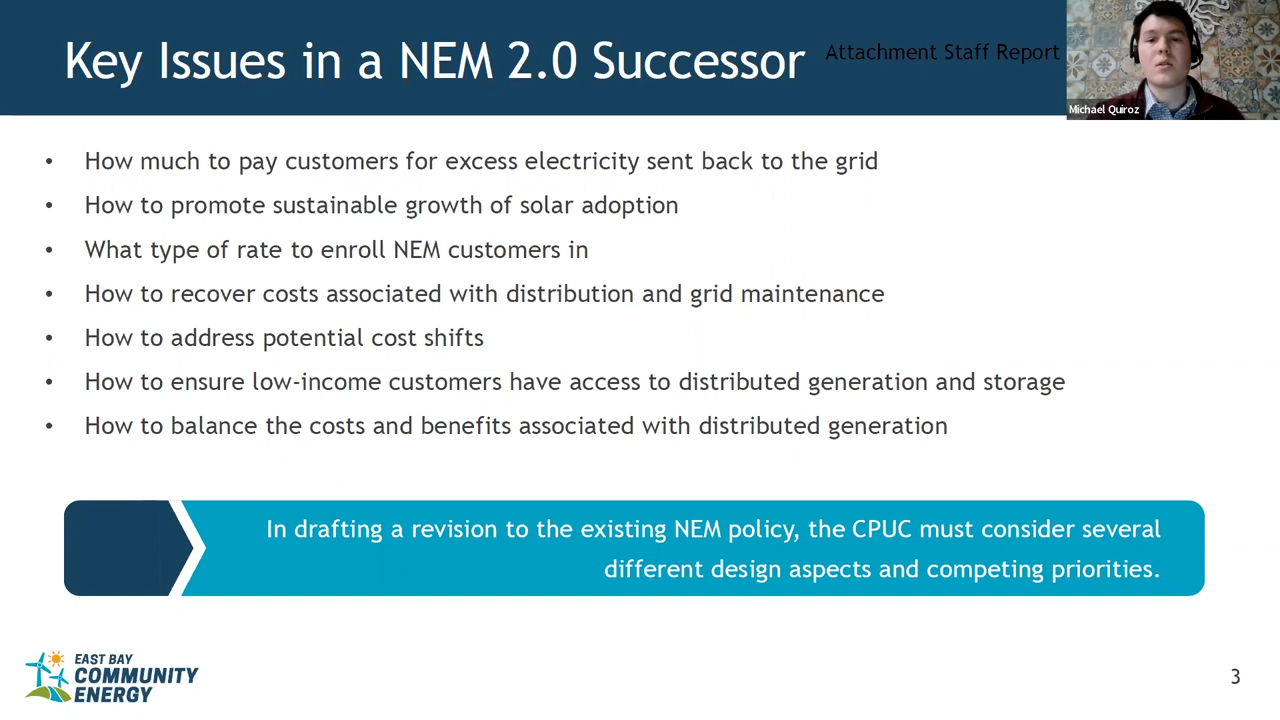 Key Issues in a NEM 2.0 Successor
Attachment Staff Report
Michael Quiroz
• How much to pay customers for excess electricity sent back to the grid
• How to promote sustainable growth of solar adoption
• What type of rate to enroll NEM customers in
• How to recover costs associated with distribution and grid maintenance
• How to address potential cost shifts
• How to ensure low-income customers have access to distributed generation and storage
• How to balance the costs and benefits associated with distributed generation
In drafting a revision to the existing NEM policy, the CPUC must consider several
different design aspects and competing priorities.
EAST BAY
COMMUNITY
ENERGY
3